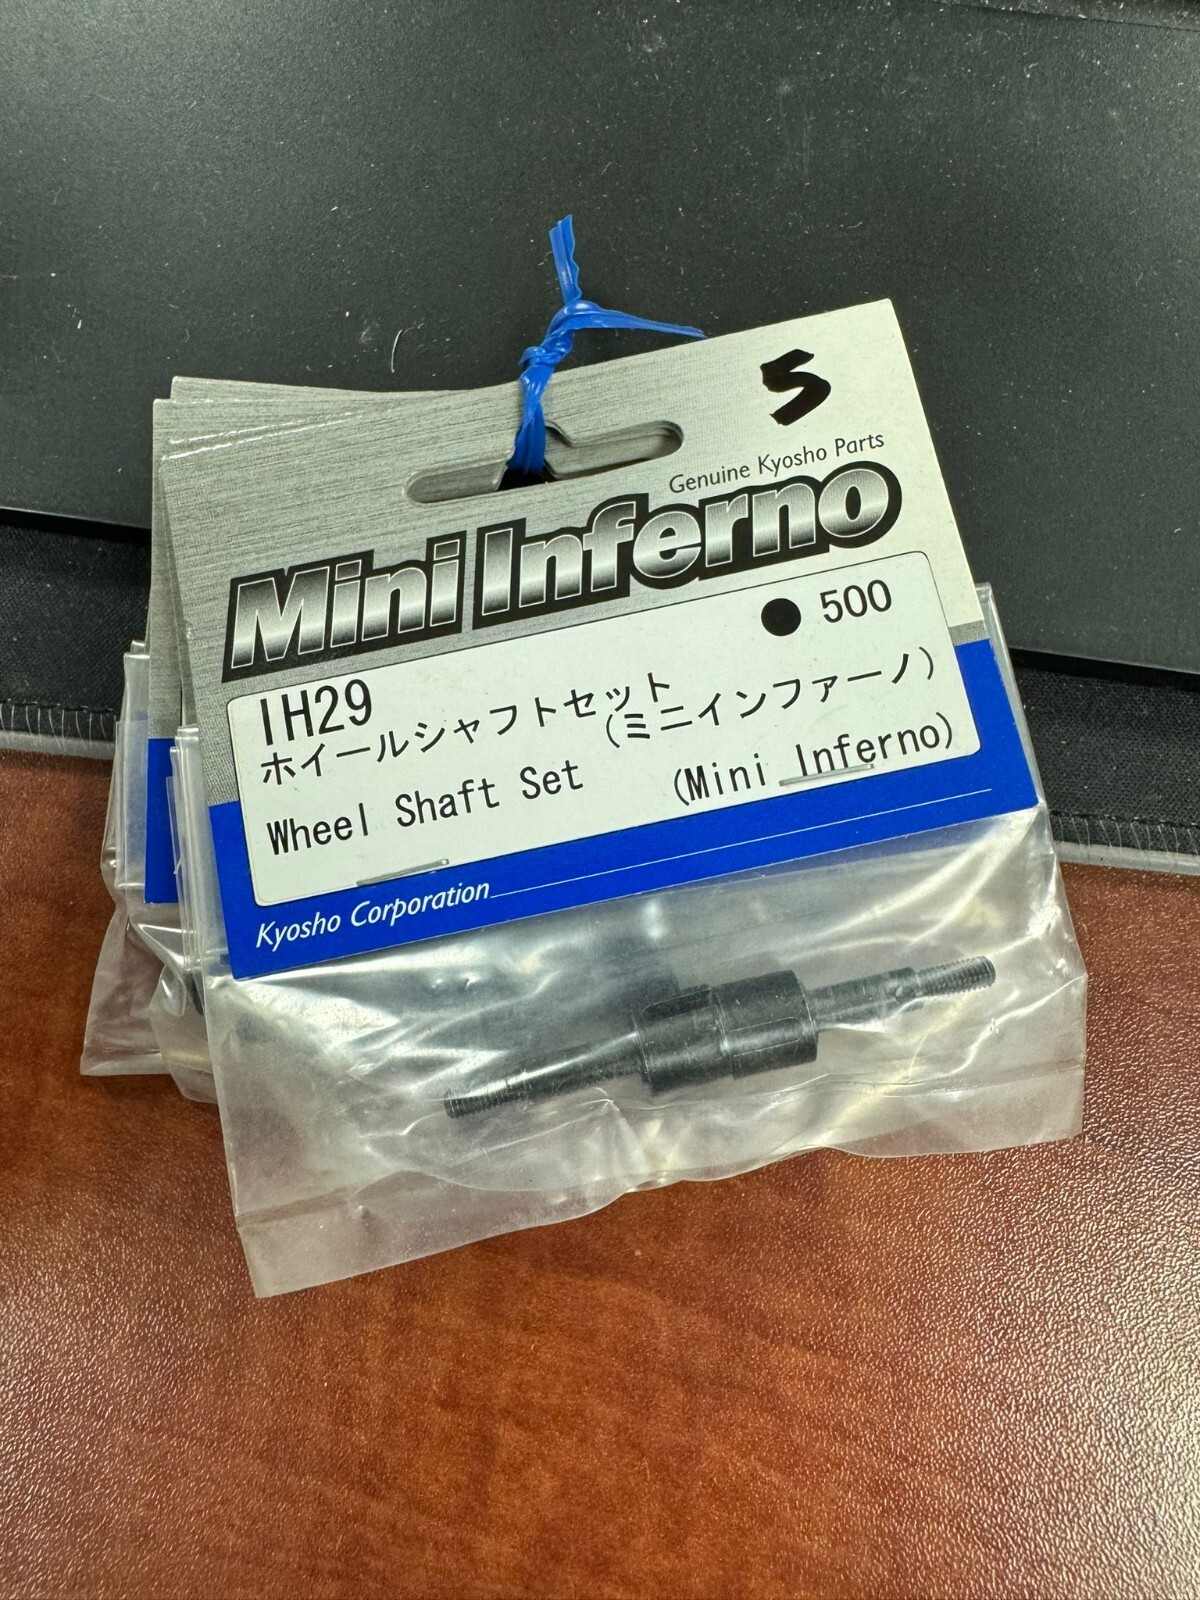 5
Genuine Kyosho Parts
Mini Inferno
● 500
IH29
ホイールシャフトセット
(ミニインファーノ)
Wheel Shaft Set (Mini Inferno)
Kyosho Corporation